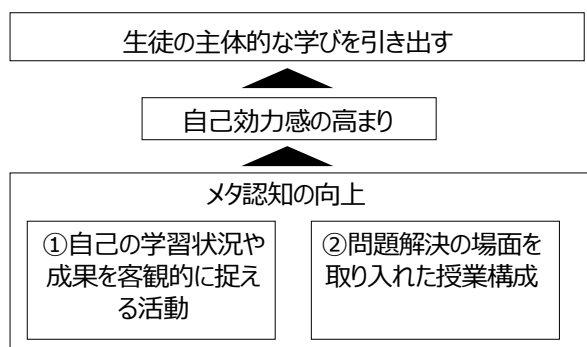 生徒の主体的な学びを引き出す
自己効力感の高まり
メタ認知の向上
①自己の学習状況や
成果を客観的に捉え
る活動
②問題解決の場面を
取り入れた授業構成